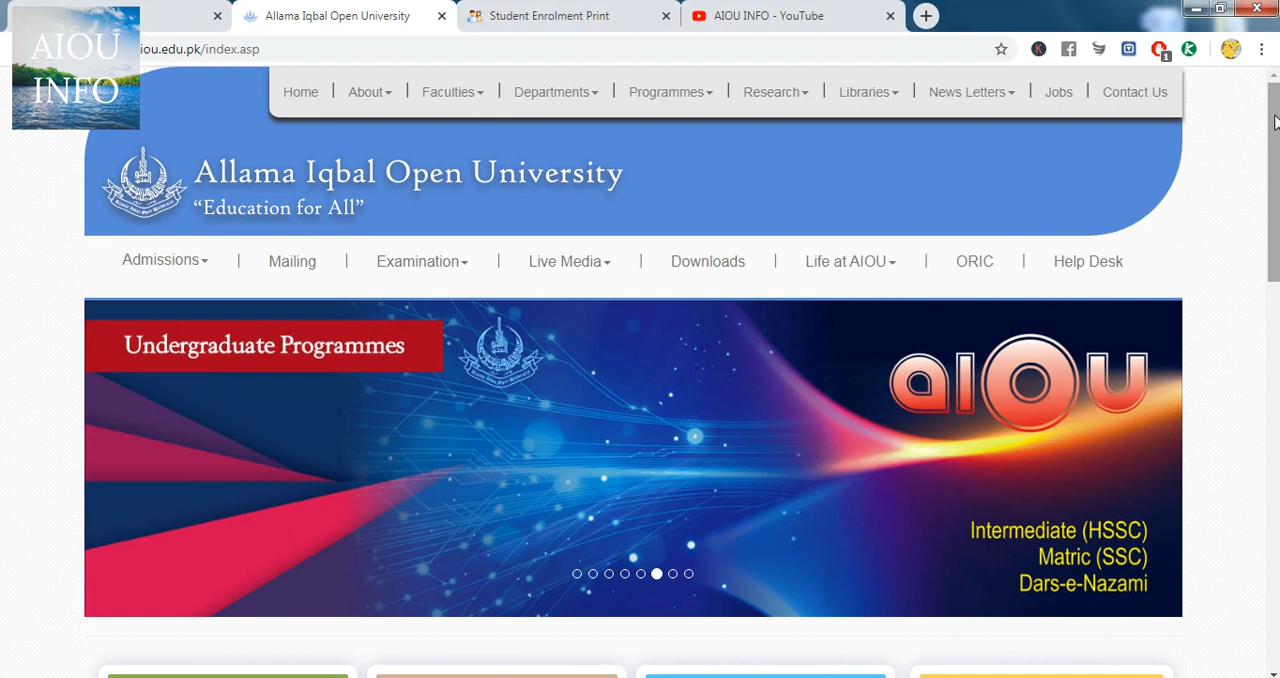 Allama Iqbal Open University
Student Enrolment Print
AIOU INFO - YouTube
AIOU
INFO
iou.edu.pk/index.asp
1
Home | About | Faculties | Departments | Programmes | Research | Libraries | News Letters | Jobs | Contact Us
Allama Iqbal Open University
“Education for All”
Admissions | Mailing | Examination | Live Media | Downloads | Life at AIOU | ORIC | Help Desk
Undergraduate Programmes
aiou
Intermediate (HSSC)
Matric (SSC)
Dars-e-Nazami